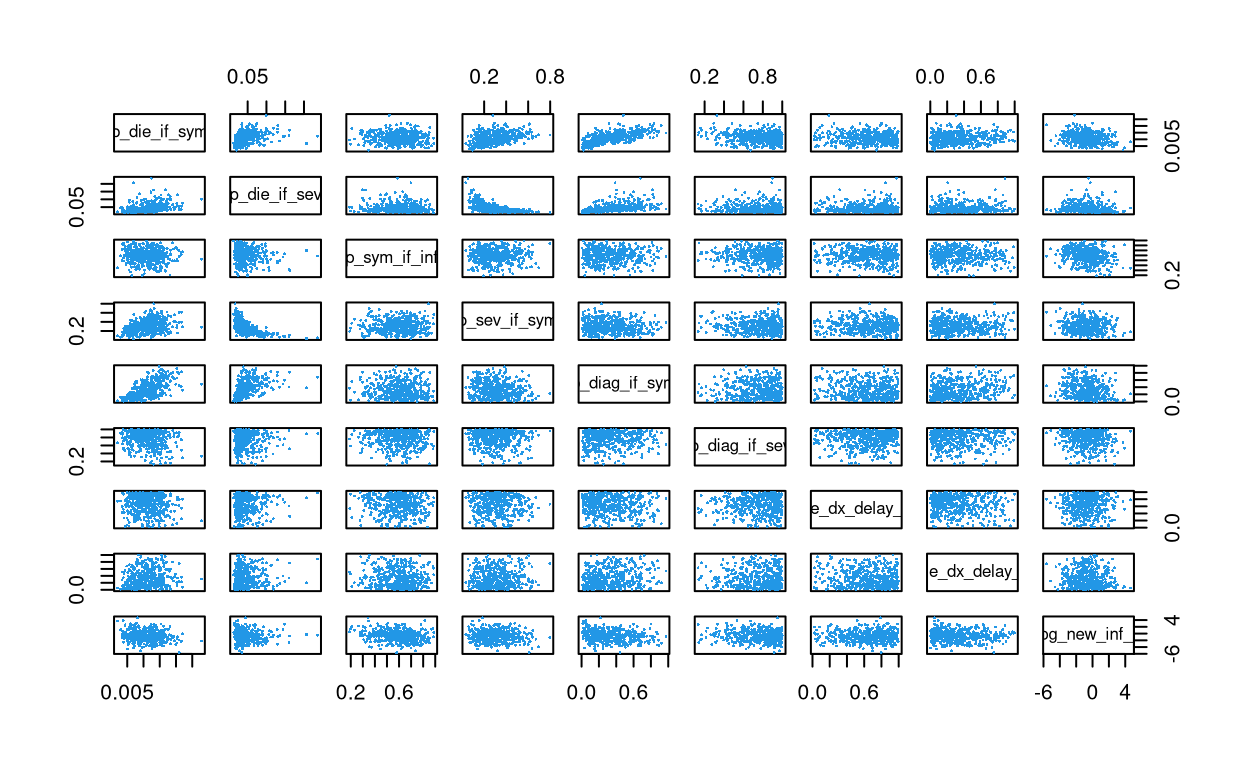 0.05 0.2 0.8 0.2 0.8 0.0 0.6
p_die_if_sym 0.005
0.05 p_die_if_sev
p_sym_if_inf 0.2
0.2 p_sev_if_sym
_diag_if_sym 0.0
0.2 p_diag_if_sev
e_dx_delay_ 0.0
0.0 e_dx_delay_
og_new_inf_ -6 4
0.005 0.2 0.6 0.0 0.6 0.0 0.6 -6 0 4